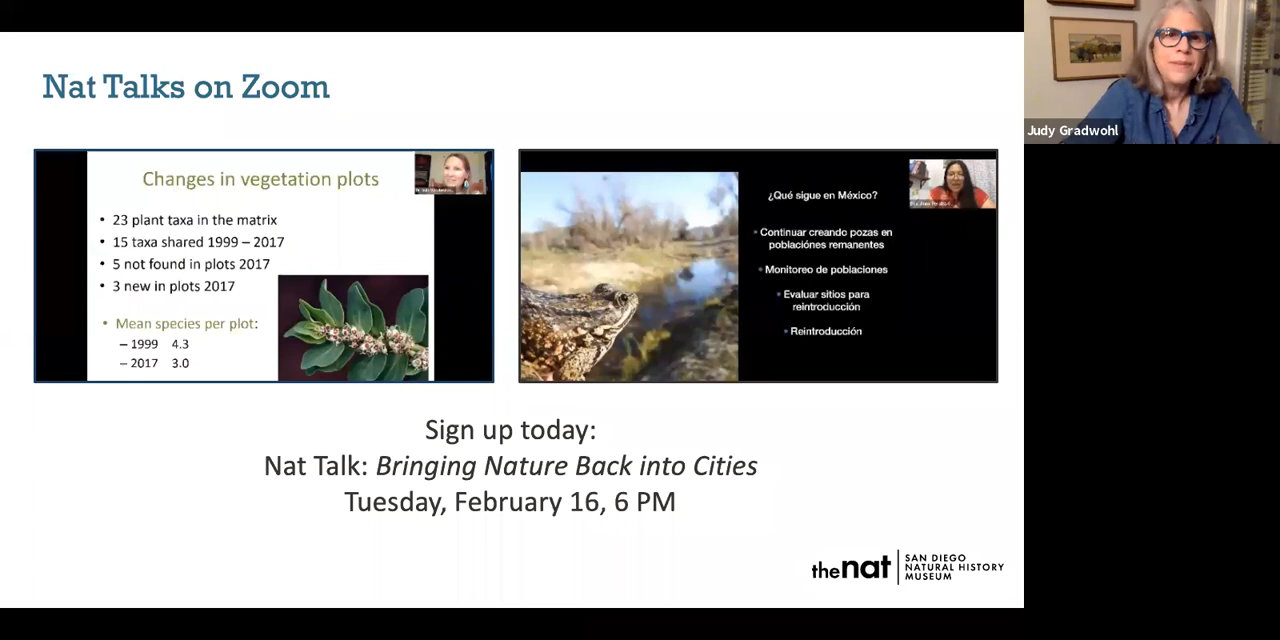 Nat Talks on Zoom
Judy Gradwohl
Changes in vegetation plots
• 23 plant taxa in the matrix
• 15 taxa shared 1999 – 2017
• 5 not found in plots 2017
• 3 new in plots 2017
• Mean species per plot:
– 1999 4.3
– 2017 3.0
¿Qué sigue en México?
• Continuar creando pozas en
poblaciónes remanentes
• Monitoreo de poblaciones
• Evaluar sitios para
reintroducción
• Reintroducción
Sign up today:
Nat Talk: Bringing Nature Back into Cities
Tuesday, February 16, 6 PM
thenat
SAN DIEGO
NATURAL HISTORY
MUSEUM